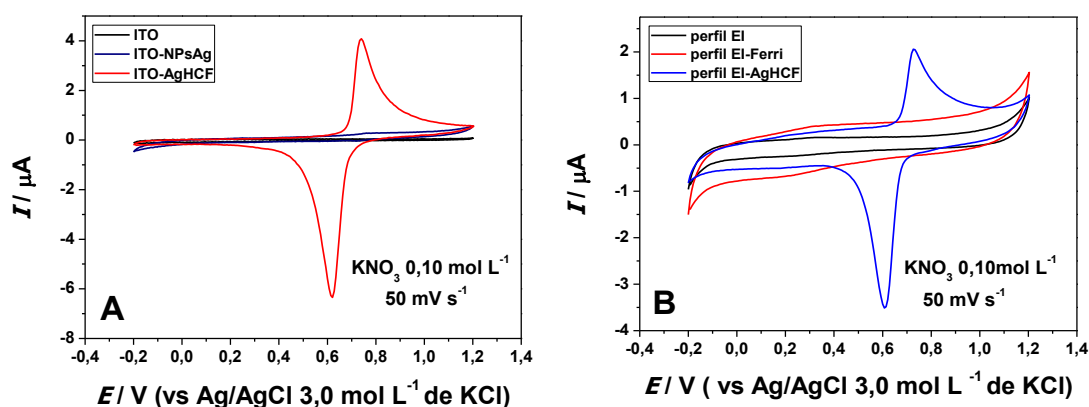 ITO
ITO-NPsAg
ITO-AgHCF
I / µA
4
2
0
-2
-4
-6
-8
A
KNO3 0,10 mol L-1
50 mV s-1
-0,4 -0,2 0,0 0,2 0,4 0,6 0,8 1,0 1,2 1,4
E / V (vs Ag/AgCl 3,0 mol L-1 de KCl)
perfil EI
perfil EI-Ferri
perfil EI-AgHCF
I / µA
2
1
0
-1
-2
-3
-4
B
KNO3 0,10mol L-1
50 mV s-1
-0,4 -0,2 0,0 0,2 0,4 0,6 0,8 1,0 1,2 1,4
E / V ( vs Ag/AgCl 3,0 mol L-1 de KCl)